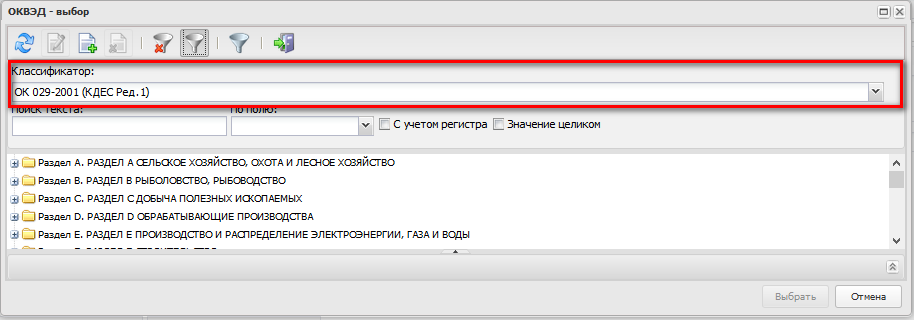 ОКВЭД - выбор
Классификатор:
ОК 029-2001 (КДЕС Ред.1)
Поиск текста:
По полю:
С учетом регистра
Значение целиком
Раздел A. РАЗДЕЛ A СЕЛЬСКОЕ ХОЗЯЙСТВО, ОХОТА И ЛЕСНОЕ ХОЗЯЙСТВО
Раздел B. РАЗДЕЛ B РЫБОЛОВСТВО, РЫБОВОДСТВО
Раздел C. РАЗДЕЛ C ДОБЫЧА ПОЛЕЗНЫХ ИСКОПАЕМЫХ
Раздел D. РАЗДЕЛ D ОБРАБАТЫВАЮЩИЕ ПРОИЗВОДСТВА
Раздел E. РАЗДЕЛ E ПРОИЗВОДСТВО И РАСПРЕДЕЛЕНИЕ ЭЛЕКТРОЭНЕРГИИ, ГАЗА И ВОДЫ
Выбрать
Отмена